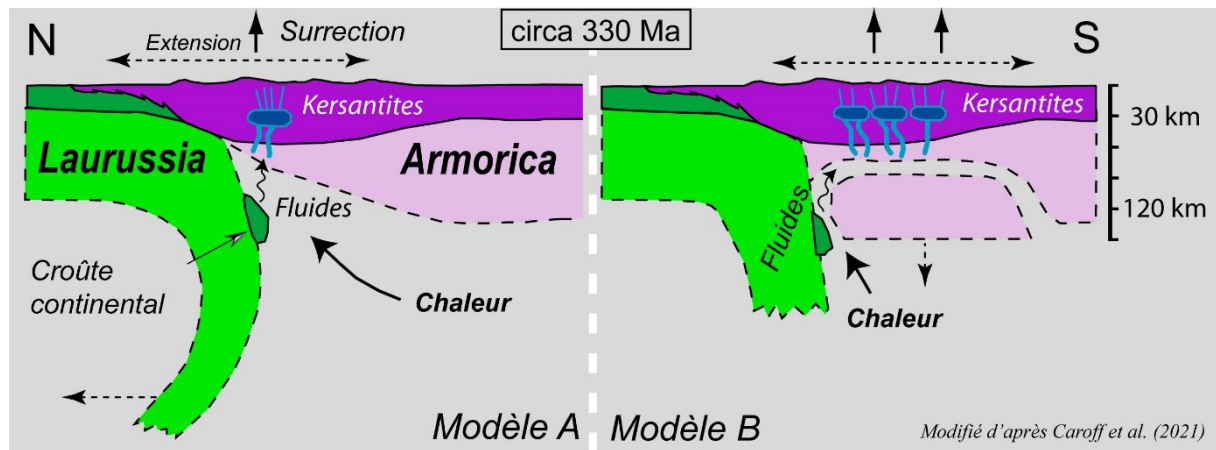 N
Extension
Surrection
circa 330 Ma
S
Kersantites
Kersantites
30 km
Laurussia
Armorica
Fluides
Fluides
120 km
Croûte
continental
Chaleur
Chaleur
Modèle A
Modèle B
Modifié d'après Caroff et al. (2021)